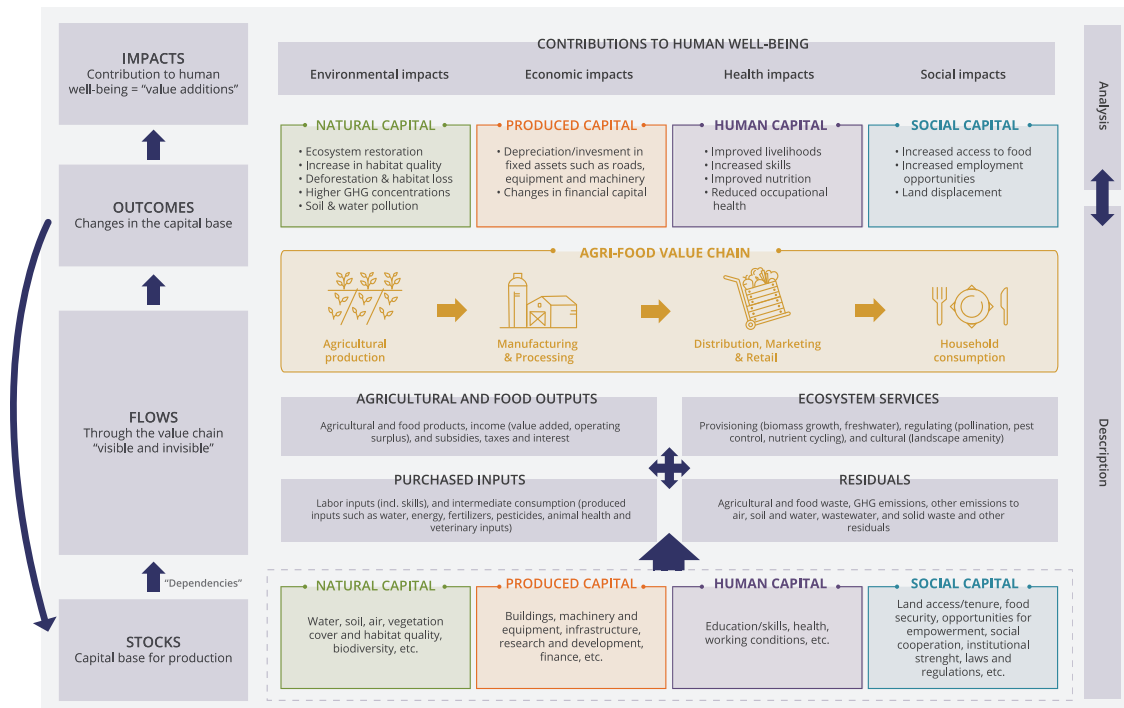 IMPACTS
Contribution to human
well-being = “value additions”
OUTCOMES
Changes in the capital base
FLOWS
Through the value chain
“visible and invisible”
“Dependencies”
STOCKS
Capital base for production
CONTRIBUTIONS TO HUMAN WELL-BEING
Environmental impacts
Economic impacts
Health impacts
Social impacts
NATURAL CAPITAL
• Ecosystem restoration
• Increase in habitat quality
• Deforestation & habitat loss
• Higher GHG concentrations
• Soil & water pollution
PRODUCED CAPITAL
• Depreciation/invesment in
fixed assets such as roads,
equipment and machinery
• Changes in financial capital
HUMAN CAPITAL
• Improved livelihoods
• Increased skills
• Improved nutrition
• Reduced occupational
health
SOCIAL CAPITAL
• Increased access to food
• Increased employment
opportunities
• Land displacement
AGRI-FOOD VALUE CHAIN
Agricultural
production
Manufacturing
& Processing
Distribution, Marketing
& Retail
Household
consumption
AGRICULTURAL AND FOOD OUTPUTS
Agricultural and food products, income (value added, operating
surplus), and subsidies, taxes and interest
ECOSYSTEM SERVICES
Provisioning (biomass growth, freshwater), regulating (pollination, pest
control, nutrient cycling), and cultural (landscape amenity)
PURCHASED INPUTS
Labor inputs (incl. skills), and intermediate consumption (produced
inputs such as water, energy, fertilizers, pesticides, animal health and
veterinary inputs)
RESIDUALS
Agricultural and food waste, GHG emissions, other emissions to
air, soil and water, wastewater, and solid waste and other
residuals
NATURAL CAPITAL
Water, soil, air, vegetation
cover and habitat quality,
biodiversity, etc.
PRODUCED CAPITAL
Buildings, machinery and
equipment, infrastructure,
research and development,
finance, etc.
HUMAN CAPITAL
Education/skills, health,
working conditions, etc.
SOCIAL CAPITAL
Land access/tenure, food
security, opportunities for
empowerment, social
cooperation, institutional
strenght, laws and
regulations, etc.
Analysis
Description